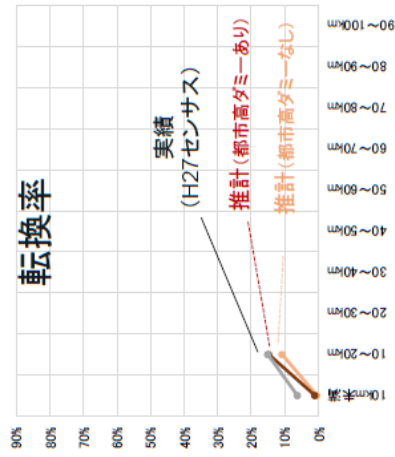 転換率
90%
80%
70%
60%
50%
40%
30%
20%
10%
0%
実績
(H27センサス)
推計(都市高ダミーあり)
推計(都市高ダミーなし)
10km未満
10～20km
20～30km
30～40km
40～50km
50～60km
60～70km
70～80km
80～90km
90～100km